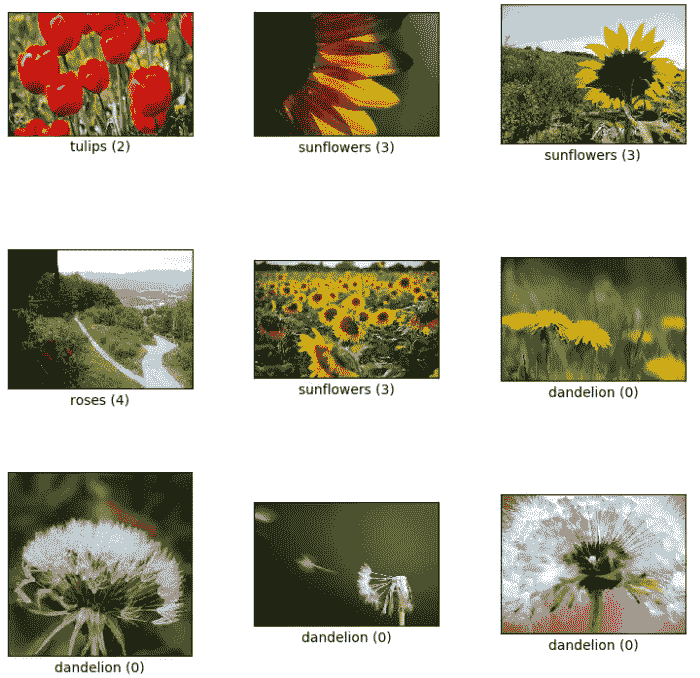 tulips (2)
sunflowers (3)
sunflowers (3)
roses (4)
sunflowers (3)
dandelion (0)
dandelion (0)
dandelion (0)
dandelion (0)